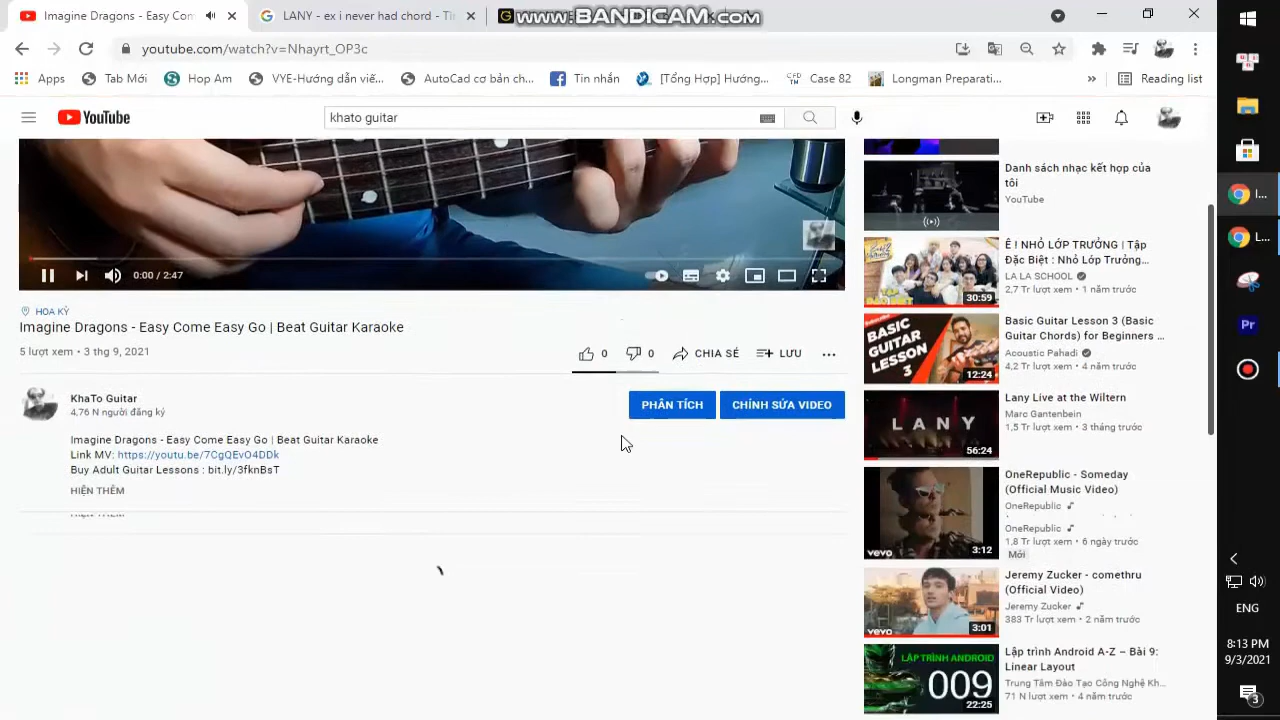 Imagine Dragons - Easy Com
LANY - ex i never had chord - Th
www.BANDICAM.com
youtube.com/watch?v=Nhayrt_OP3c
Apps
Tab Mới
Hop Am
VYE-Hướng dẫn viế...
AutoCad cơ bản ch...
Tin nhắn
[Tổng Hợp] Hướng...
Case 82
Longman Preparati...
»
Reading list
YouTube
khato guitar
0:00 / 2:47
HOA KỲ
Imagine Dragons - Easy Come Easy Go | Beat Guitar Karaoke
5 lượt xem • 3 thg 9, 2021
0
0
CHIA SẺ
LƯU
KhaTo Guitar
4,76 N người đăng ký
PHÂN TÍCH
CHỈNH SỬA VIDEO
Imagine Dragons - Easy Come Easy Go | Beat Guitar Karaoke
Link MV: https://youtu.be/7CgQEvO4DDk
Buy Adult Guitar Lessons : bit.ly/3fknBsT
HIỆN THÊM
Danh sách nhạc kết hợp của
tôi
YouTube
Ê ! NHỎ LỚP TRƯỞNG | Tập
Đặc Biệt : Nhỏ Lớp Trưởng...
LA LA SCHOOL
2,7 Tr lượt xem • 1 năm trước
30:59
BASIC
GUITAR
LESSON
3
12:24
Basic Guitar Lesson 3 (Basic
Guitar Chords) for Beginners ...
Acoustic Pahadi
4,2 Tr lượt xem • 4 năm trước
LANY
56:24
Lany Live at the Wiltern
Marc Gantenbein
1,5 Tr lượt xem • 3 tháng trước
vevo
3:12
OneRepublic - Someday
(Official Music Video)
OneRepublic
OneRepublic
1,8 Tr lượt xem • 6 ngày trước
Mới
vevo
3:01
Jeremy Zucker - comethru
(Official Video)
Jeremy Zucker
383 Tr lượt xem • 2 năm trước
LẬP TRÌNH ANDROID
009
22:25
Lập trình Android A-Z – Bài 9:
Linear Layout
Trung Tâm Đào Tạo Công Nghệ Kh...
71 N lượt xem • 4 năm trước
I...
L...
Pr
ENG
8:13 PM
9/3/2021
3